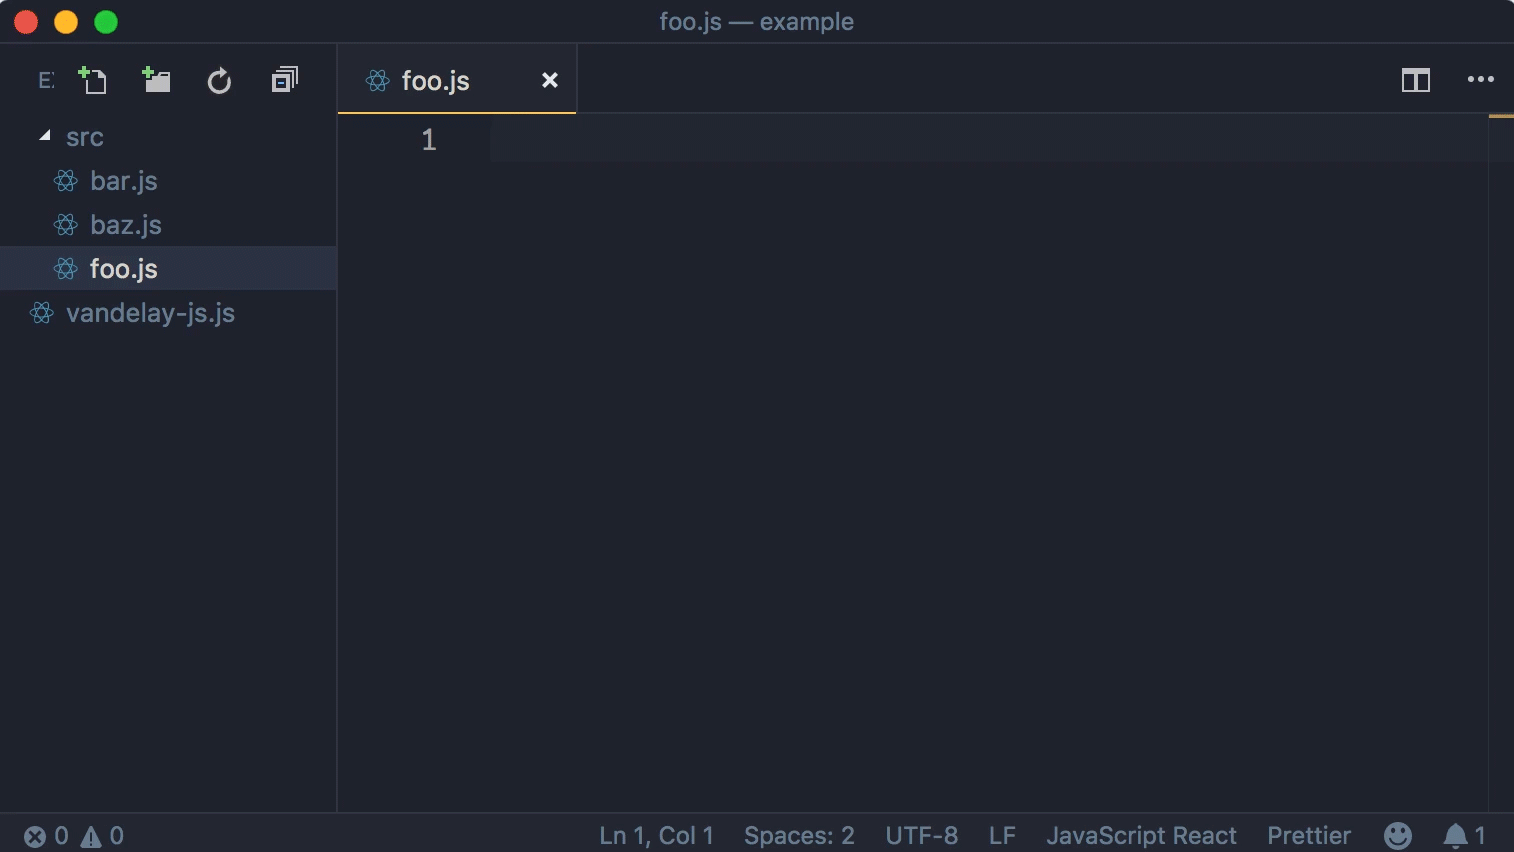 foo.js — example
foo.js
src
bar.js
baz.js
foo.js
vandelay-js.js
1
0 0 Ln 1, Col 1 Spaces: 2 UTF-8 LF JavaScript React Prettier 1